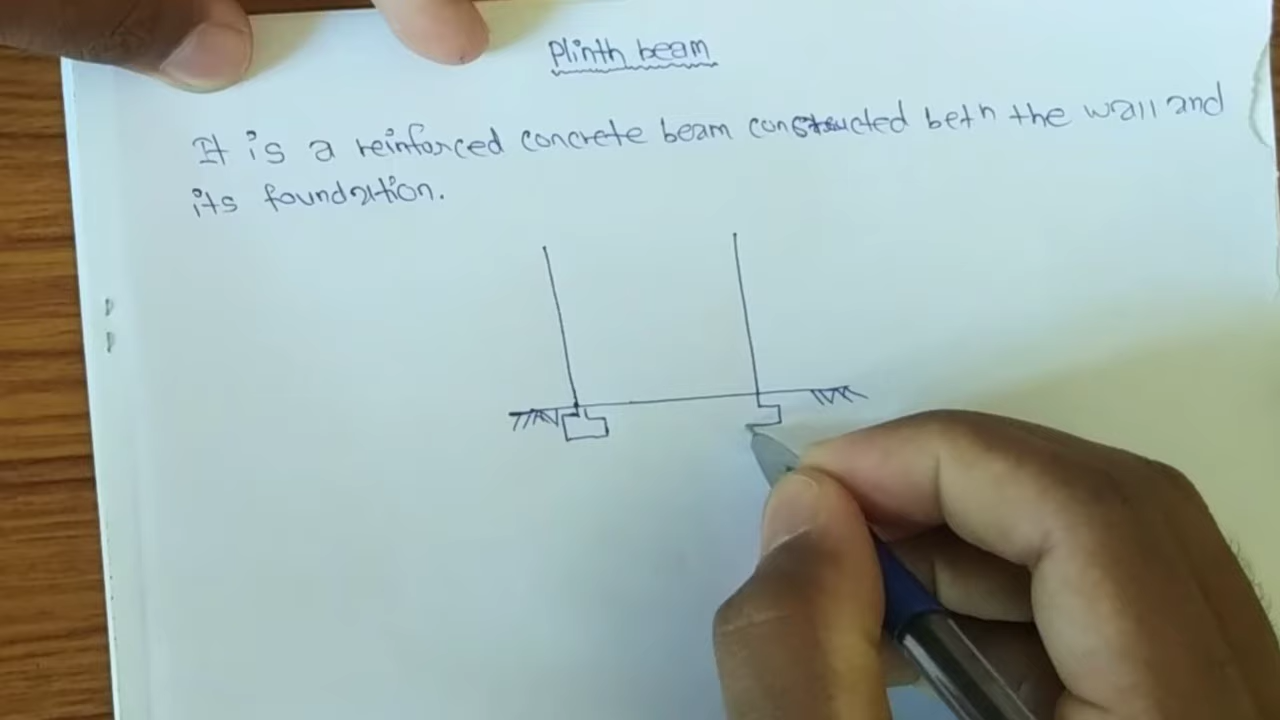 Plinth beam
It is a reinforced concrete beam constructed betn the wall and
its foundation.